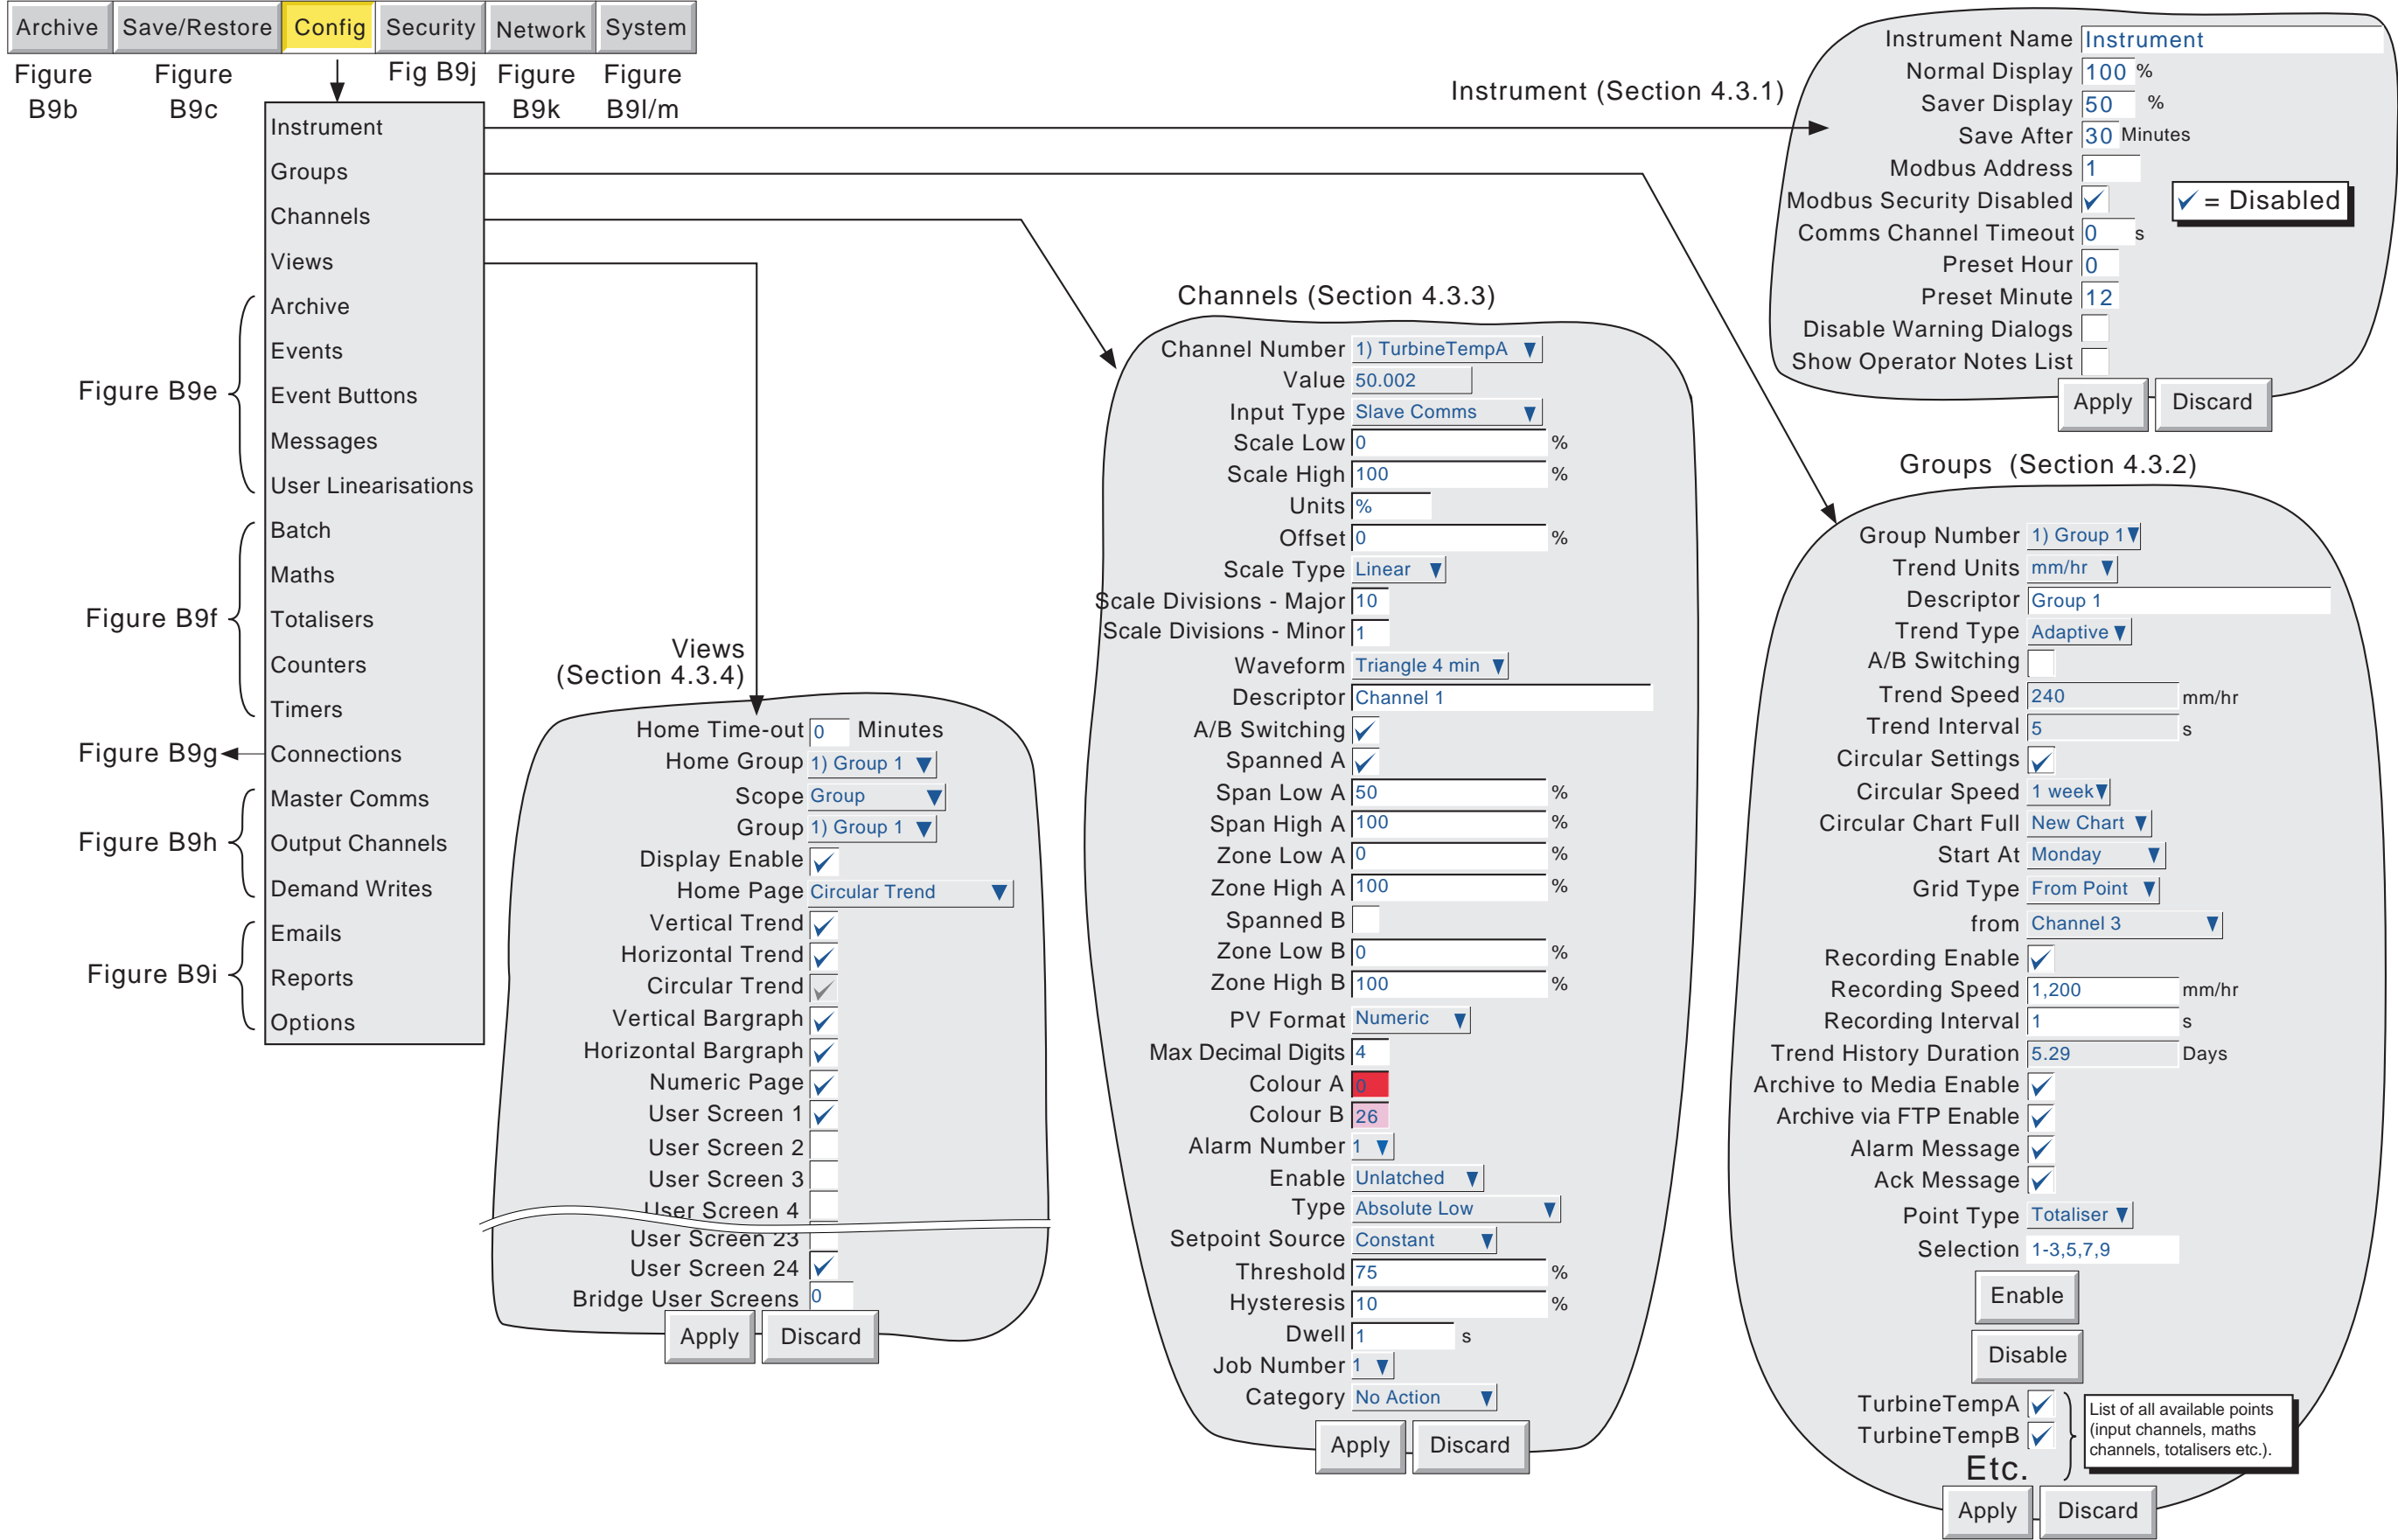 Archive Save/Restore Config Security Network System
Figure B9b
Figure B9c
Fig B9j
Figure B9k
Figure B9l/m
Instrument
Groups
Channels
Views
Archive
Events
Event Buttons
Messages
User Linearisations
Batch
Maths
Totalisers
Counters
Timers
Connections
Master Comms
Output Channels
Demand Writes
Emails
Reports
Options
Figure B9e
Figure B9f
Figure B9g
Figure B9h
Figure B9i
Views
(Section 4.3.4)
Home Time-out 0 Minutes
Home Group 1) Group 1
Scope Group
Group 1) Group 1
Display Enable
Home Page Circular Trend
Vertical Trend
Horizontal Trend
Circular Trend
Vertical Bargraph
Horizontal Bargraph
Numeric Page
User Screen 1
User Screen 2
User Screen 3
User Screen 4
User Screen 23
User Screen 24
Bridge User Screens 0
Apply Discard
Channels (Section 4.3.3)
Channel Number 1) TurbineTempA
Value 50.002
Input Type Slave Comms
Scale Low 0 %
Scale High 100 %
Units %
Offset 0 %
Scale Type Linear
Scale Divisions - Major 10
Scale Divisions - Minor 1
Waveform Triangle 4 min
Descriptor Channel 1
A/B Switching
Spanned A
Span Low A 50 %
Span High A 100 %
Zone Low A 0 %
Zone High A 100 %
Spanned B
Zone Low B 0 %
Zone High B 100 %
PV Format Numeric
Max Decimal Digits 4
Colour A 0
Colour B 26
Alarm Number 1
Enable Unlatched
Type Absolute Low
Setpoint Source Constant
Threshold 75 %
Hysteresis 10 %
Dwell 1 s
Job Number 1
Category No Action
Apply Discard
Instrument (Section 4.3.1)
Instrument Name Instrument
Normal Display 100 %
Saver Display 50 %
Save After 30 Minutes
Modbus Address 1
Modbus Security Disabled
✓ = Disabled
Comms Channel Timeout 0 s
Preset Hour 0
Preset Minute 12
Disable Warning Dialogs
Show Operator Notes List
Apply Discard
Groups (Section 4.3.2)
Group Number 1) Group 1
Trend Units mm/hr
Descriptor Group 1
Trend Type Adaptive
A/B Switching
Trend Speed 240 mm/hr
Trend Interval 5 s
Circular Settings
Circular Speed 1 week
Circular Chart Full New Chart
Start At Monday
Grid Type From Point
from Channel 3
Recording Enable
Recording Speed 1,200 mm/hr
Recording Interval 1 s
Trend History Duration 5.29 Days
Archive to Media Enable
Archive via FTP Enable
Alarm Message
Ack Message
Point Type Totaliser
Selection 1-3,5,7,9
Enable
Disable
TurbineTempA
TurbineTempB
Etc.
List of all available points
(input channels, maths
channels, totalisers etc.).
Apply Discard